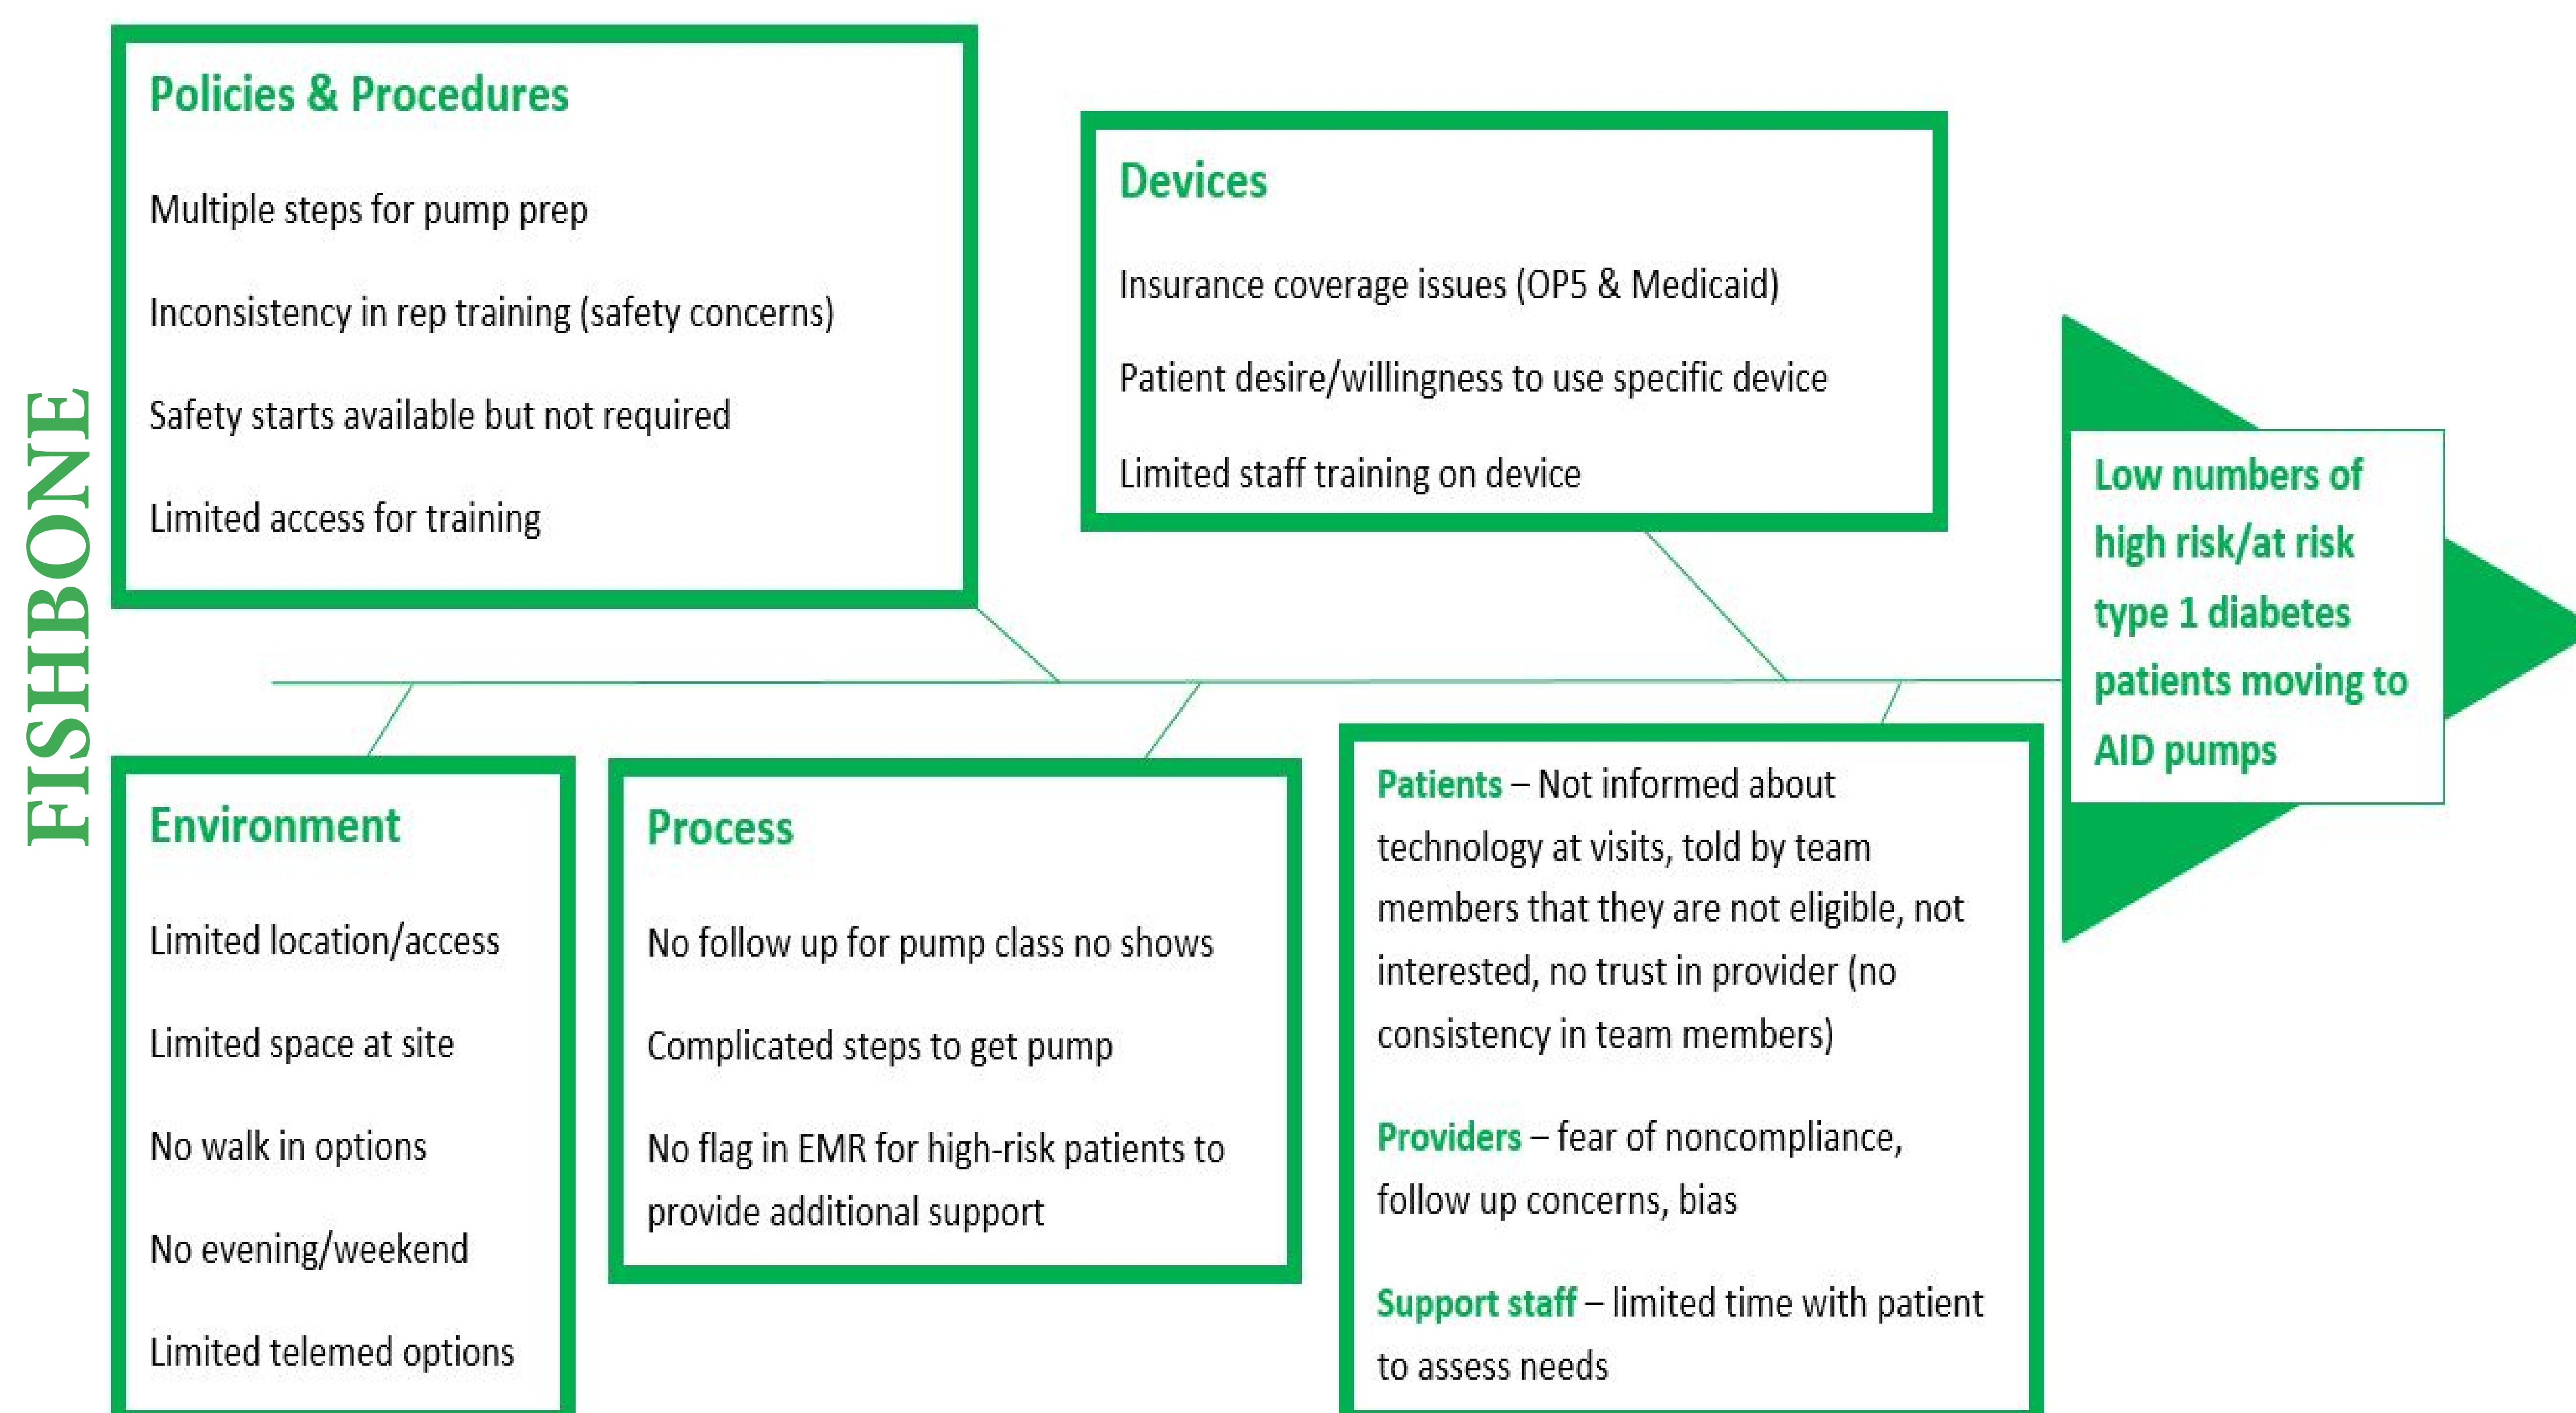 FISHBONE
Policies & Procedures
Multiple steps for pump prep
Inconsistency in rep training (safety concerns)
Safety starts available but not required
Limited access for training
Devices
Insurance coverage issues (OP5 & Medicaid)
Patient desire/willingness to use specific device
Limited staff training on device
Low numbers of
high risk/at risk
type 1 diabetes
patients moving to
AID pumps
Environment
Limited location/access
Limited space at site
No walk in options
No evening/weekend
Limited telemed options
Process
No follow up for pump class no shows
Complicated steps to get pump
No flag in EMR for high-risk patients to
provide additional support
Patients – Not informed about
technology at visits, told by team
members that they are not eligible, not
interested, no trust in provider (no
consistency in team members)
Providers – fear of noncompliance,
follow up concerns, bias
Support staff – limited time with patient
to assess needs